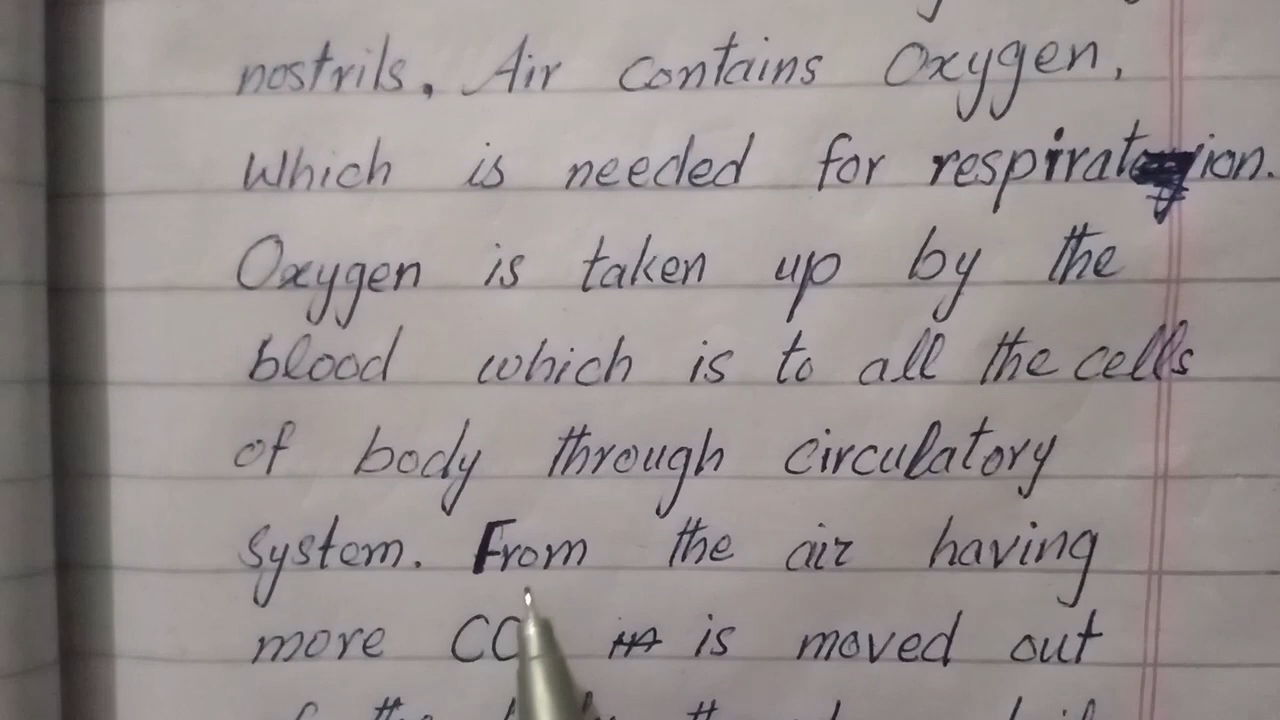 nostrils. Air contains Oxygen,
Which is needed for respiration.
Oxygen is taken up by the
blood which is to all the cells
of body through circulatory
system. From the air having
more CO is moved out